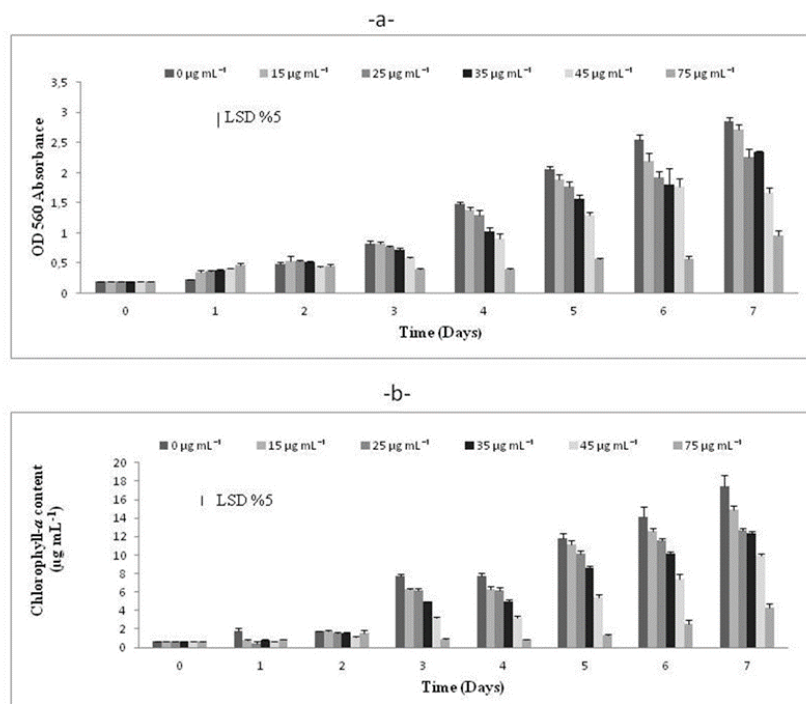 -a-
0 µg mL⁻¹ 15 µg mL⁻¹ 25 µg mL⁻¹ 35 µg mL⁻¹ 45 µg mL⁻¹ 75 µg mL⁻¹
3,5
3
2,5
2
1,5
1
0,5
0
OD 560 Absorbance
LSD %5
0 1 2 3 4 5 6 7
Time (Days)
-b-
0 µg mL⁻¹ 15 µg mL⁻¹ 25 µg mL⁻¹ 35 µg mL⁻¹ 45 µg mL⁻¹ 75 µg mL⁻¹
20
18
16
14
12
10
8
6
4
2
0
Chlorophyll-a content
(µg mL⁻¹)
LSD %5
0 1 2 3 4 5 6 7
Time (Days)